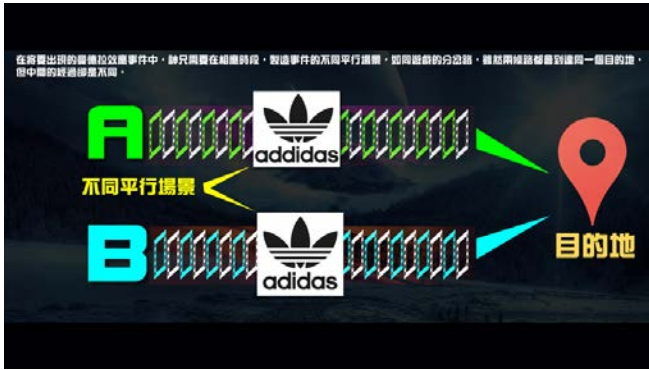 在將要出現的曼德拉效應事件中，神只需要在相應時段，製造事件的不同平行場景，如同遊戲的分岔路，雖然兩條路都會到達同一個目的地，
但中間的經過卻是不同。
A
addidas
不同平行場景
B
adidas
目的地